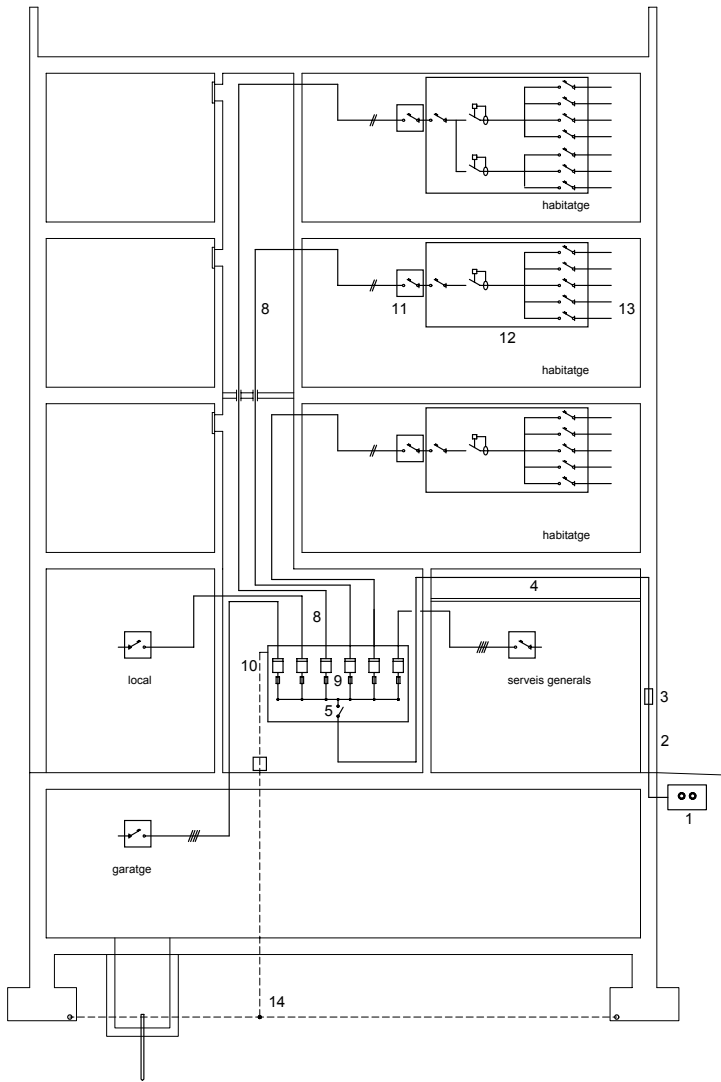 habitatge
8
11
12
13
habitatge
habitatge
4
8
10
9
5
local
serveis generals
3
2
1
garatge
14